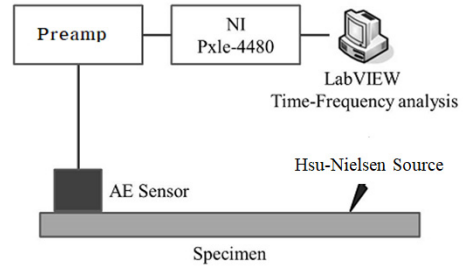 Preamp
NI
Pxle-4480
LabVIEW
Time-Frequency analysis
Hsu-Nielsen Source
AE Sensor
Specimen